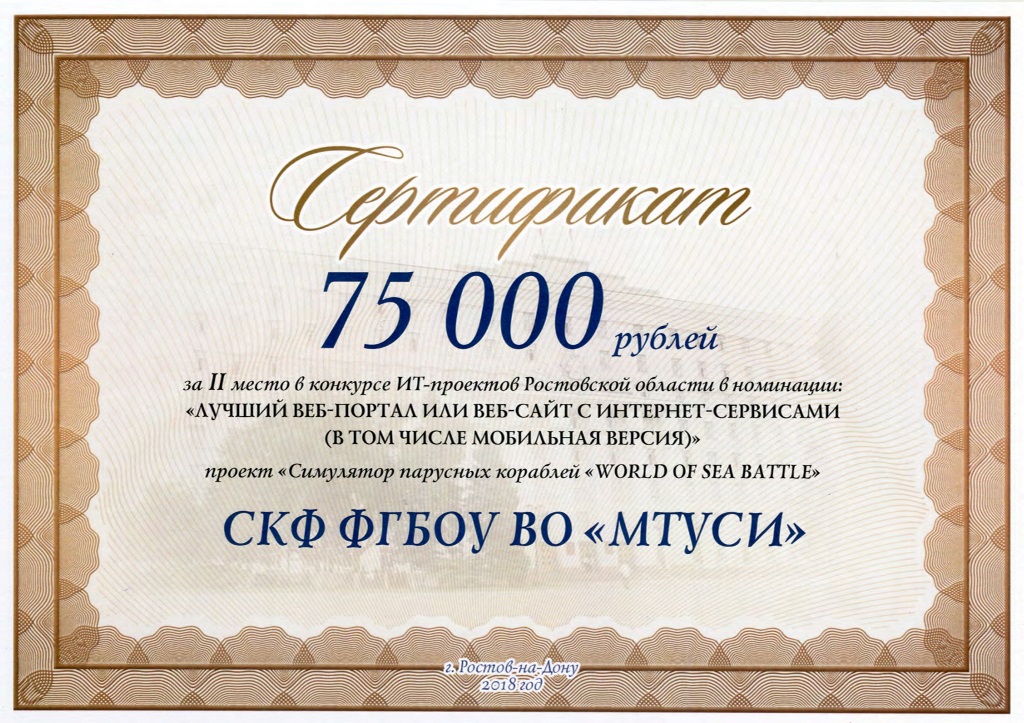 Сертификат
75 000 рублей
за II место в конкурсе ИТ-проектов Ростовской области в номинации:
«ЛУЧШИЙ ВЕБ-ПОРТАЛ ИЛИ ВЕБ-САЙТ С ИНТЕРНЕТ-СЕРВИСАМИ
(В ТОМ ЧИСЛЕ МОБИЛЬНАЯ ВЕРСИЯ)»
проект «Симулятор парусных кораблей «WORLD OF SEA BATTLE»
СКФ ФГБОУ ВО «МТУСИ»
г. Ростов-на-Дону
2018 год